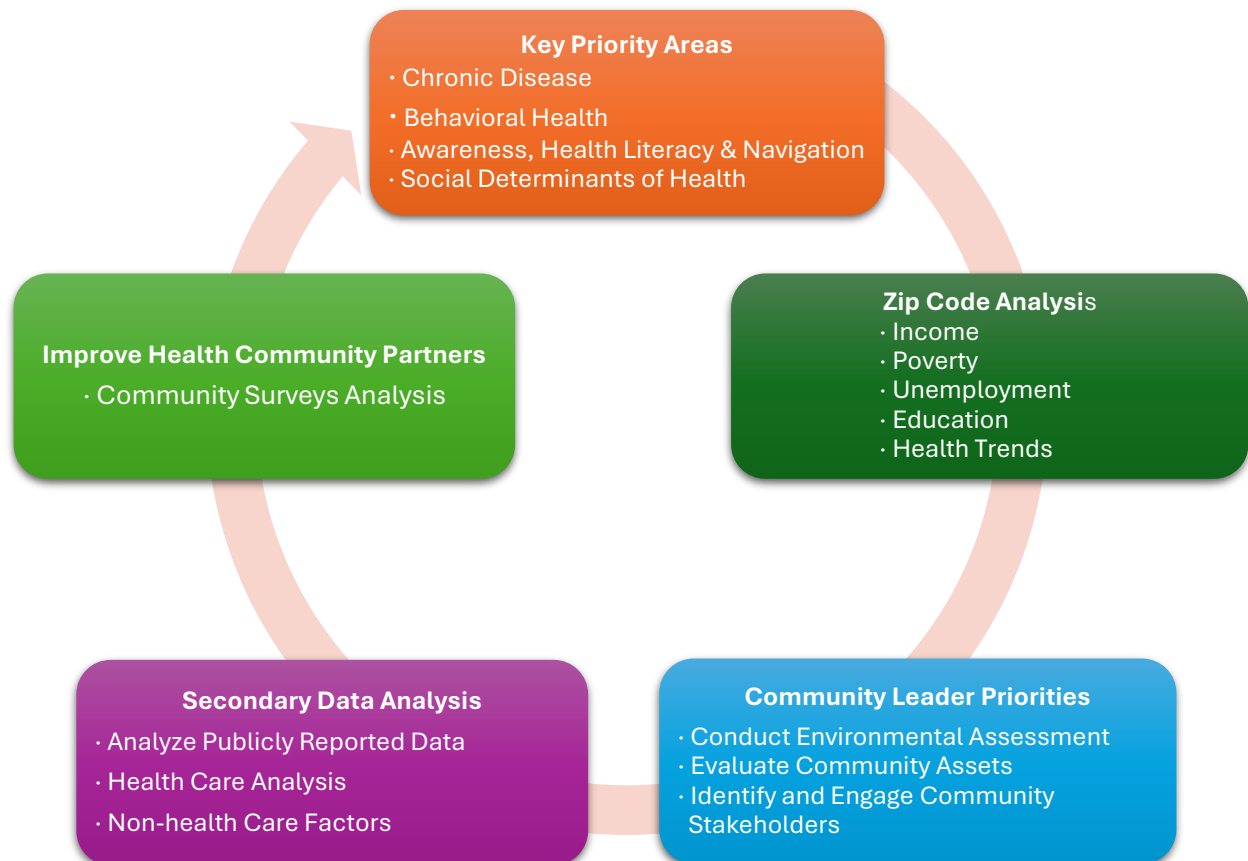 Key Priority Areas
· Chronic Disease
· Behavioral Health
· Awareness, Health Literacy & Navigation
· Social Determinants of Health
Zip Code Analysis
· Income
· Poverty
· Unemployment
· Education
· Health Trends
Community Leader Priorities
· Conduct Environmental Assessment
· Evaluate Community Assets
· Identify and Engage Community
Stakeholders
Secondary Data Analysis
· Analyze Publicly Reported Data
· Health Care Analysis
· Non-health Care Factors
Improve Health Community Partners
· Community Surveys Analysis